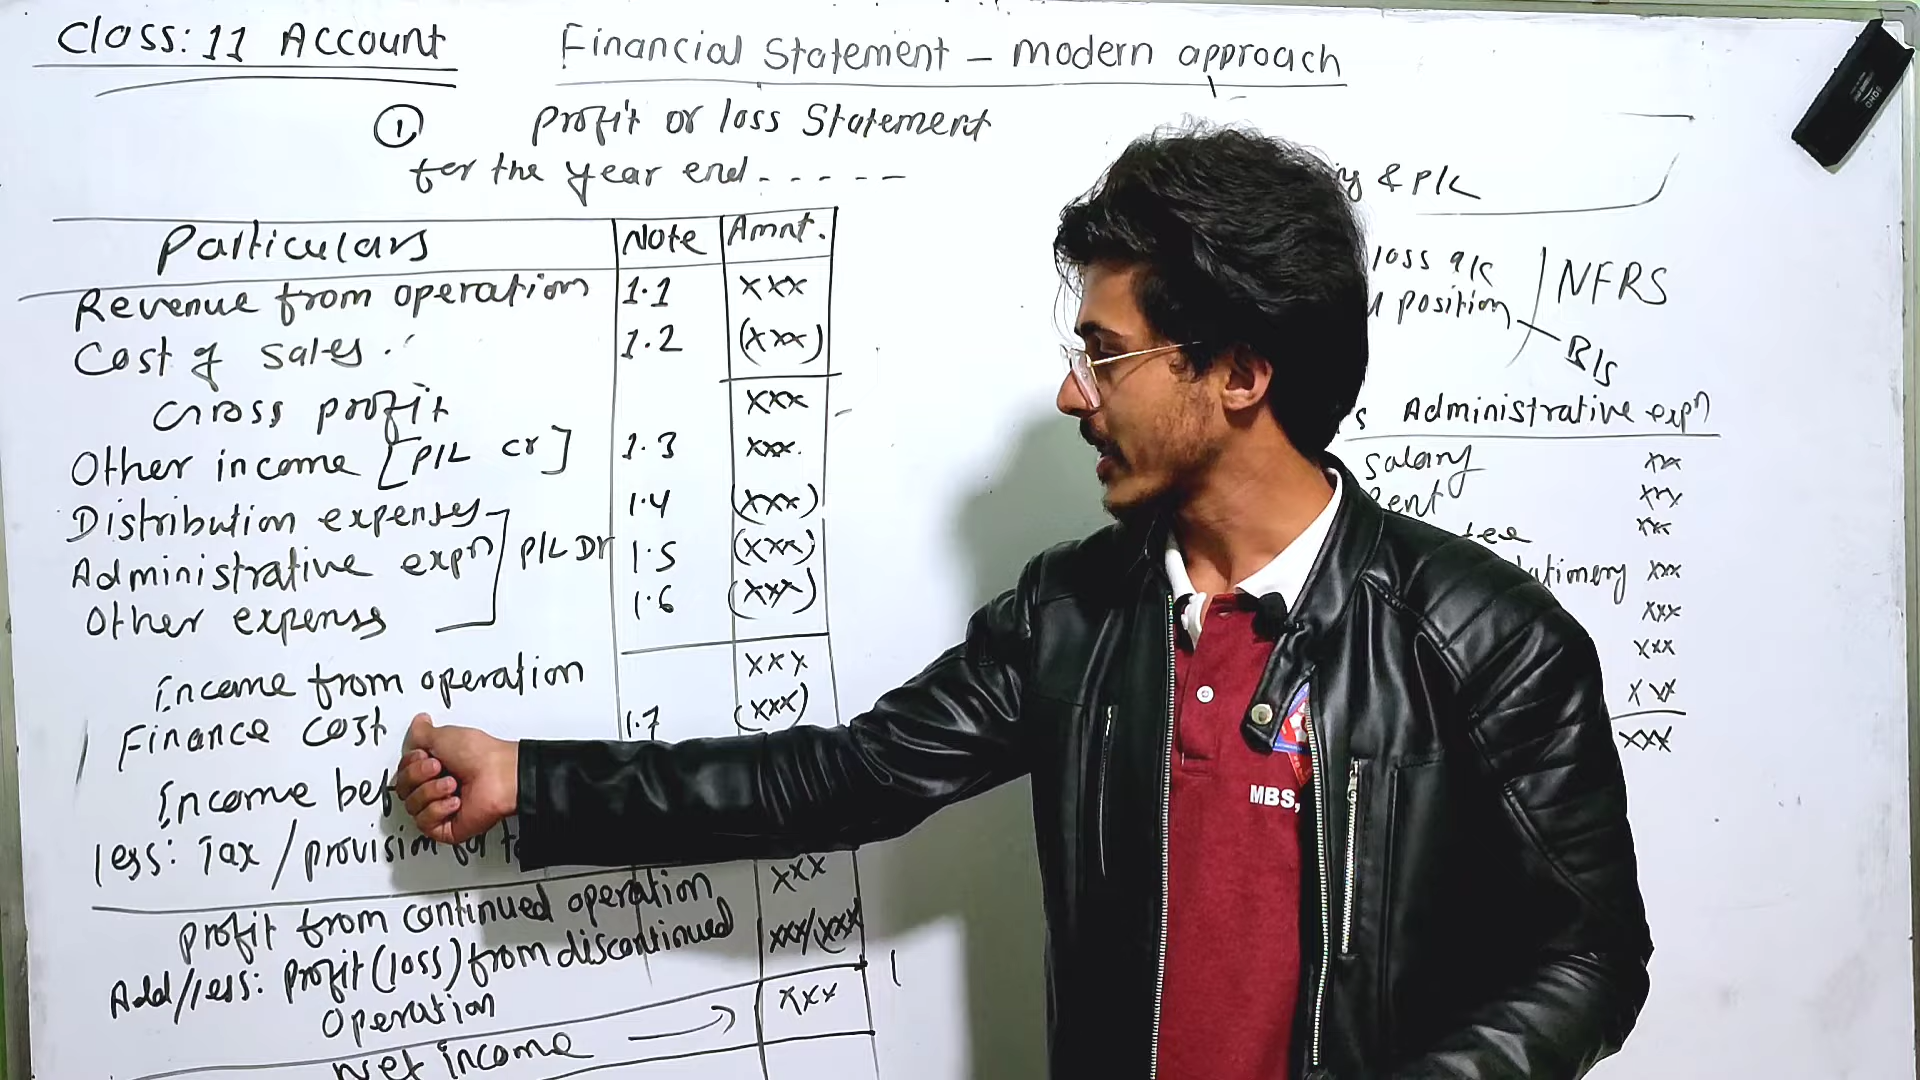 Class: 11 Account
Financial Statement – modern approach
① Profit or loss Statement
for the year end - - - - -
Particulars Note Amnt.
Revenue from operation 1.1 xxx
Cost of sales 1.2 (xxx)
Gross profit xxx
Other income [P/L cr] 1.3 xxx
Distribution expenses 1.4 (xxx)
Administrative expn P/L Dr 1.5 (xxx)
Other expenses 1.6 (xxx)
Income from operation xxx
Finance cost 1.7 (xxx)
Income
less: Tax / provision for
xxx
Profit from continued operation
Add/less: profit (loss) from discontinued xxx/(xxx)
operation
Net income → xxx
& P/L
loss a/c
position
NFRS
B/S
Administrative expn
Salary xx
xxx
xxx
xxx
xxx
xxx
xxx
xxx
MBS,